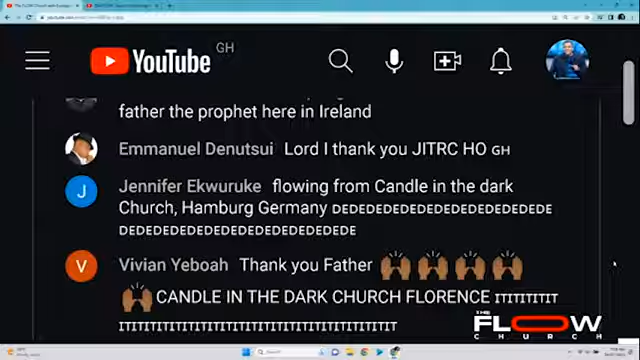 YouTube GH
father the prophet here in Ireland
Emmanuel Denutsui Lord I thank you JITRC HO GH
J
Jennifer Ekwuruke flowing from Candle in the dark
Church, Hamburg Germany DEDEDEDEDEDEDEDEDEDEDEDEDE
DEDEDEDEDEDEDEDEDEDEDEDEDEDE
V
Vivian Yeboah Thank you Father
CANDLE IN THE DARK CHURCH FLORENCE ITITITITIT
ITITITITITITITITITITITITITITITITITITITITITITIT
THE
FLOW
CHURCH